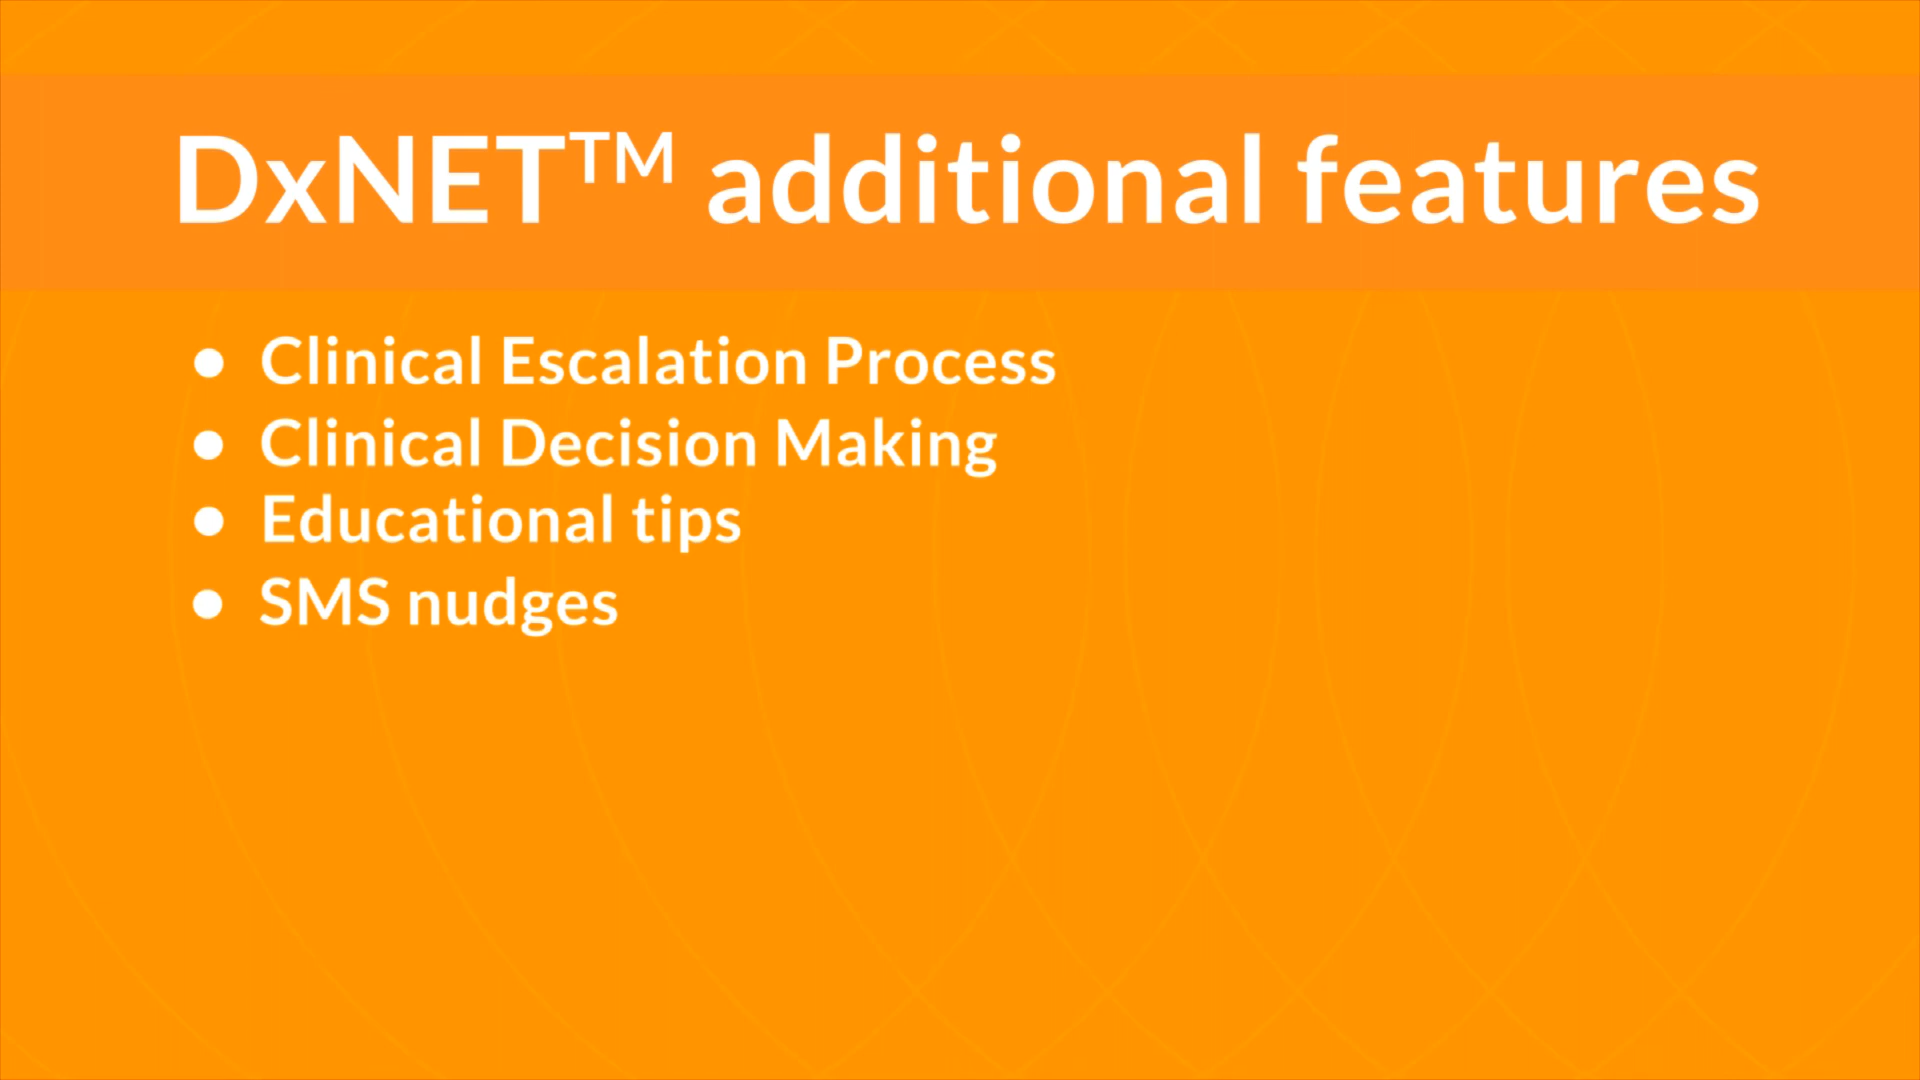 DxNET™ additional features
● Clinical Escalation Process
● Clinical Decision Making
● Educational tips
● SMS nudges